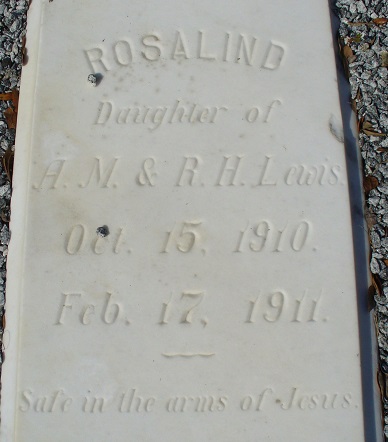 ROSALIND
Daughter of
A. M. & R. H. Lewis.
Oct. 15, 1910.
Feb. 17, 1911.
Safe in the arms of Jesus.